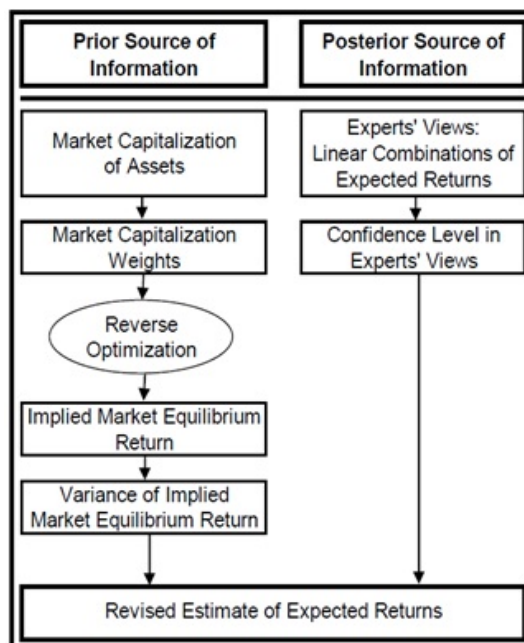 Prior Source of
Information
Posterior Source of
Information
Market Capitalization
of Assets
Experts' Views:
Linear Combinations of
Expected Returns
Market Capitalization
Weights
Confidence Level in
Experts' Views
Reverse
Optimization
Implied Market Equilibrium
Return
Variance of Implied
Market Equilibrium Return
Revised Estimate of Expected Returns